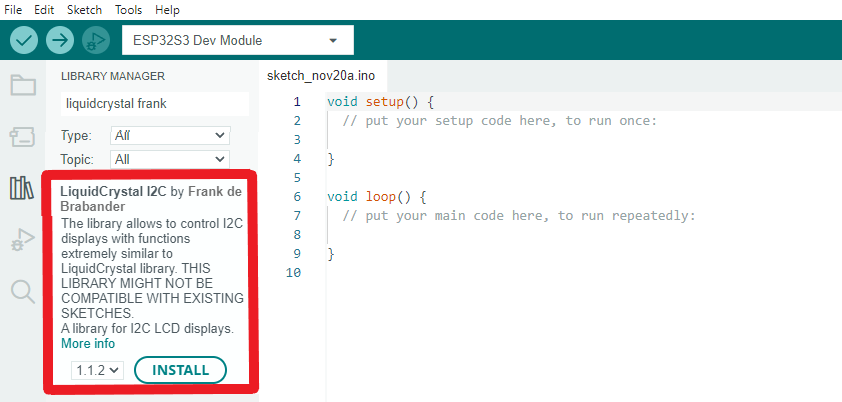 File Edit Sketch Tools Help
ESP32S3 Dev Module
LIBRARY MANAGER
liquidcrystal frank
Type: All
Topic: All
LiquidCrystal I2C by Frank de
Brabander
The library allows to control I2C
displays with functions
extremely similar to
LiquidCrystal library. THIS
LIBRARY MIGHT NOT BE
COMPATIBLE WITH EXISTING
SKETCHES.
A library for I2C LCD displays.
More info
1.1.2 INSTALL
sketch_nov20a.ino
1 void setup() {
2 // put your setup code here, to run once:
3
4 }
5
6 void loop() {
7 // put your main code here, to run repeatedly:
8
9 }
10